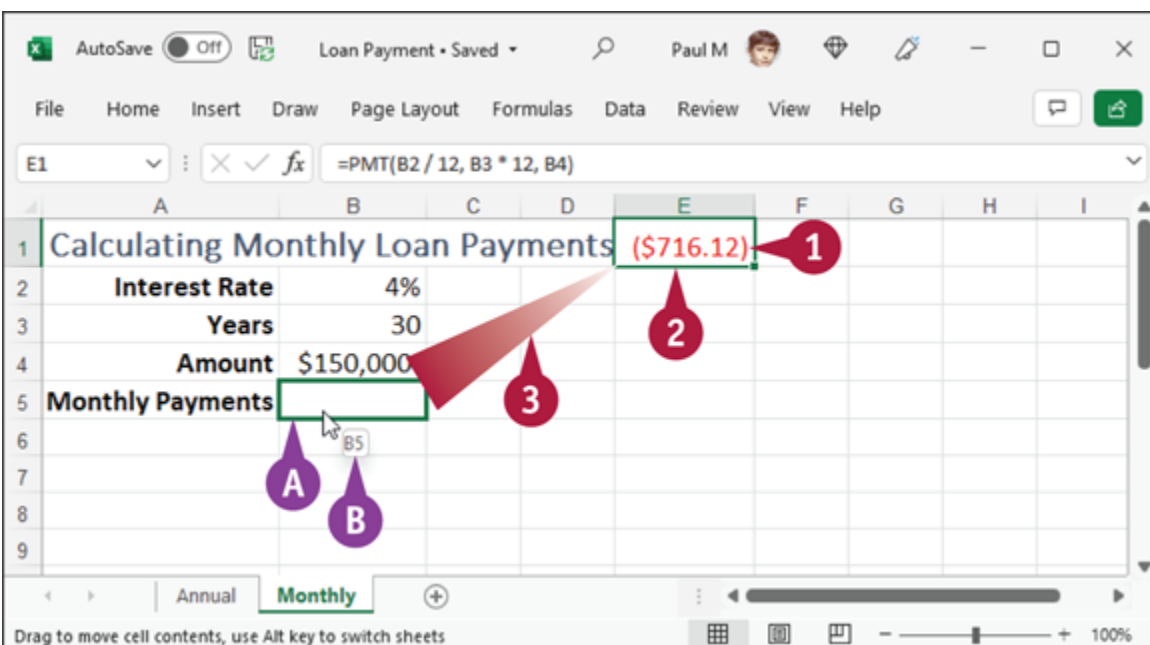 AutoSave Off Loan Payment • Saved Paul M
File Home Insert Draw Page Layout Formulas Data Review View Help
E1 fx =PMT(B2 / 12, B3 * 12, B4)
A B C D E F G H I
1 Calculating Monthly Loan Payments ($716.12) 1
2 Interest Rate 4%
3 Years 30 2
4 Amount $150,000
5 Monthly Payments 3
6 B5
7 A
8 B
9
Annual Monthly
Drag to move cell contents, use Alt key to switch sheets 100%